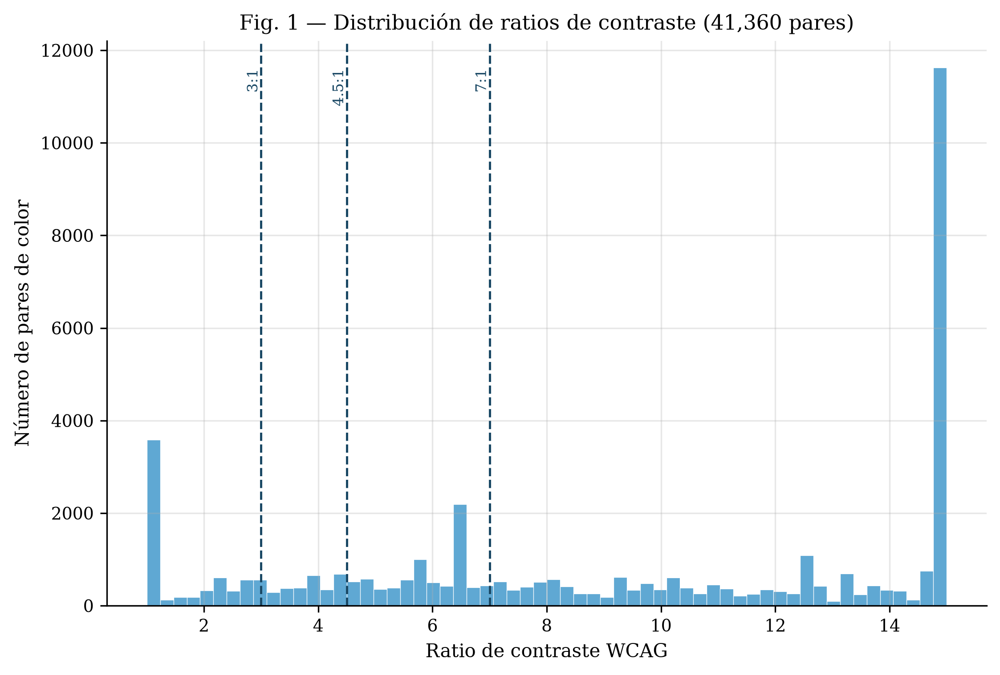 Fig. 1 — Distribución de ratios de contraste (41,360 pares)
12000
10000
8000
6000
4000
2000
0
Número de pares de color
3:1
4.5:1
7:1
2 4 6 8 10 12 14
Ratio de contraste WCAG